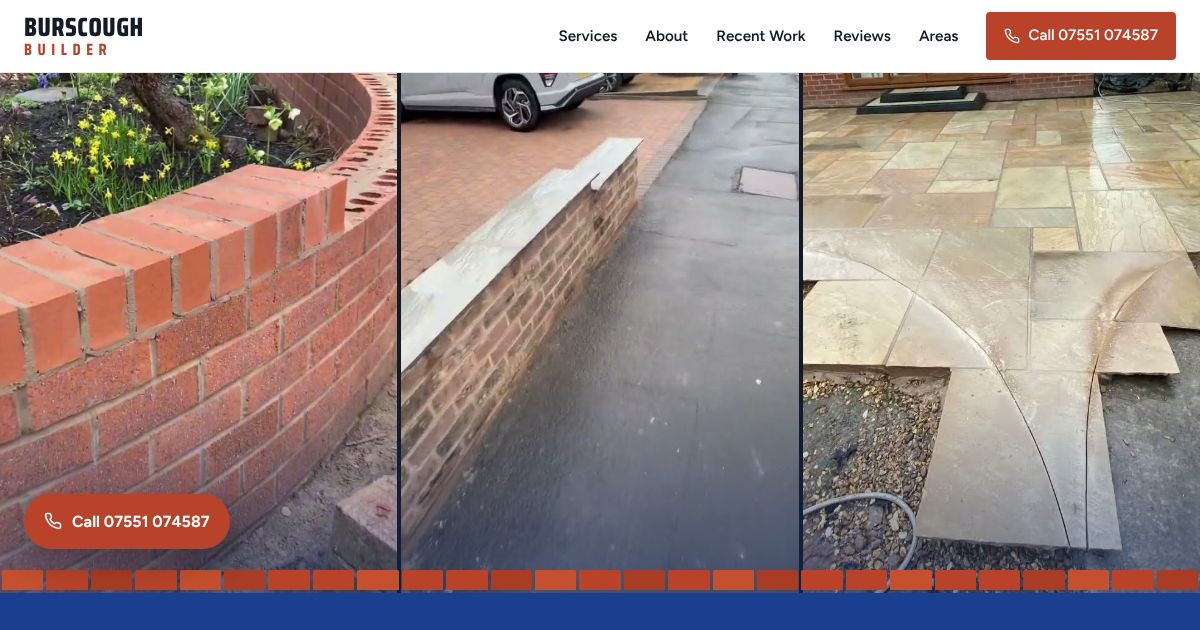 BURSCOUGH
BUILDER
Services
About
Recent Work
Reviews
Areas
Call 07551 074587
Call 07551 074587